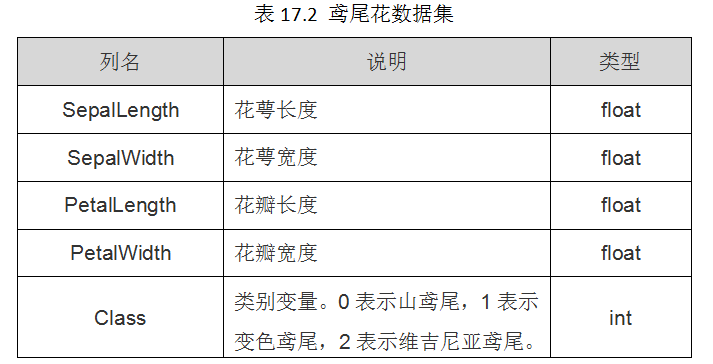 表 17.2 鸢尾花数据集
列名 说明 类型
SepalLength 花萼长度 float
SepalWidth 花萼宽度 float
PetalLength 花瓣长度 float
PetalWidth 花瓣宽度 float
Class 类别变量。0 表示山鸢尾，1 表示 int
变色鸢尾，2 表示维吉尼亚鸢尾。